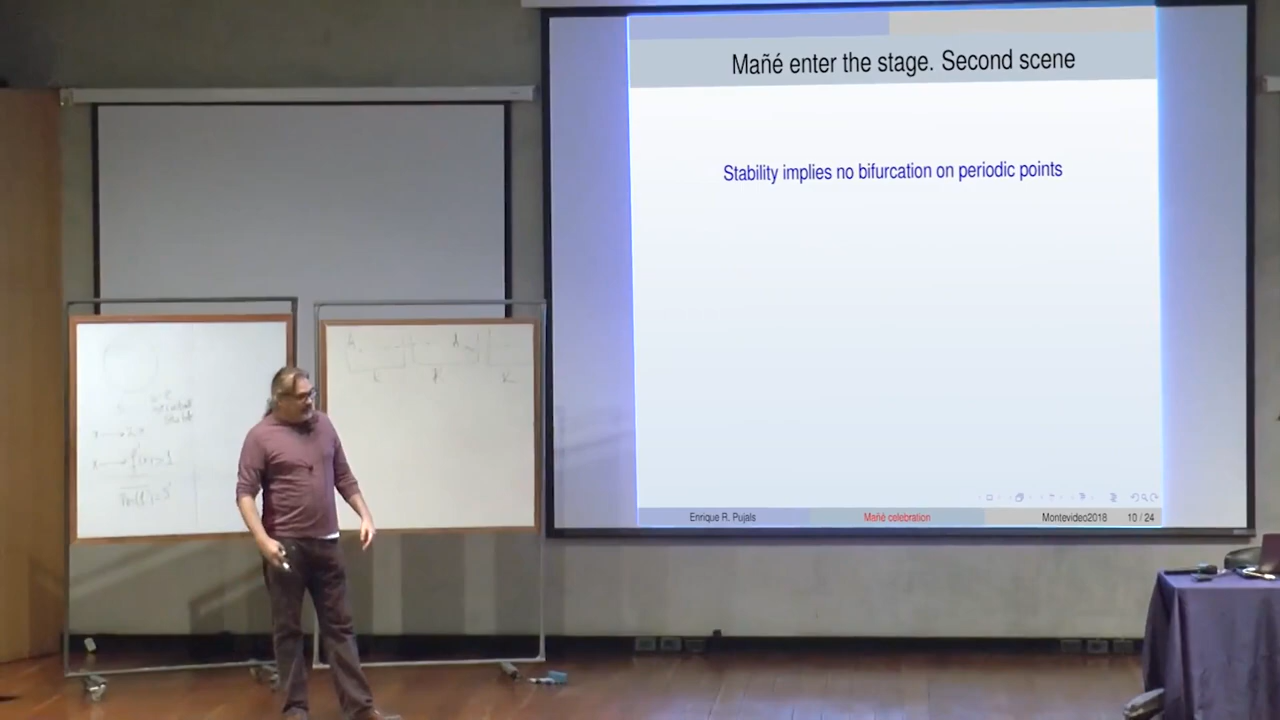 Mañé enter the stage. Second scene
Stability implies no bifurcation on periodic points
Enrique R. Pujals
Mañé celebration
Montevideo2018
10 / 24
A
A
K
K
K